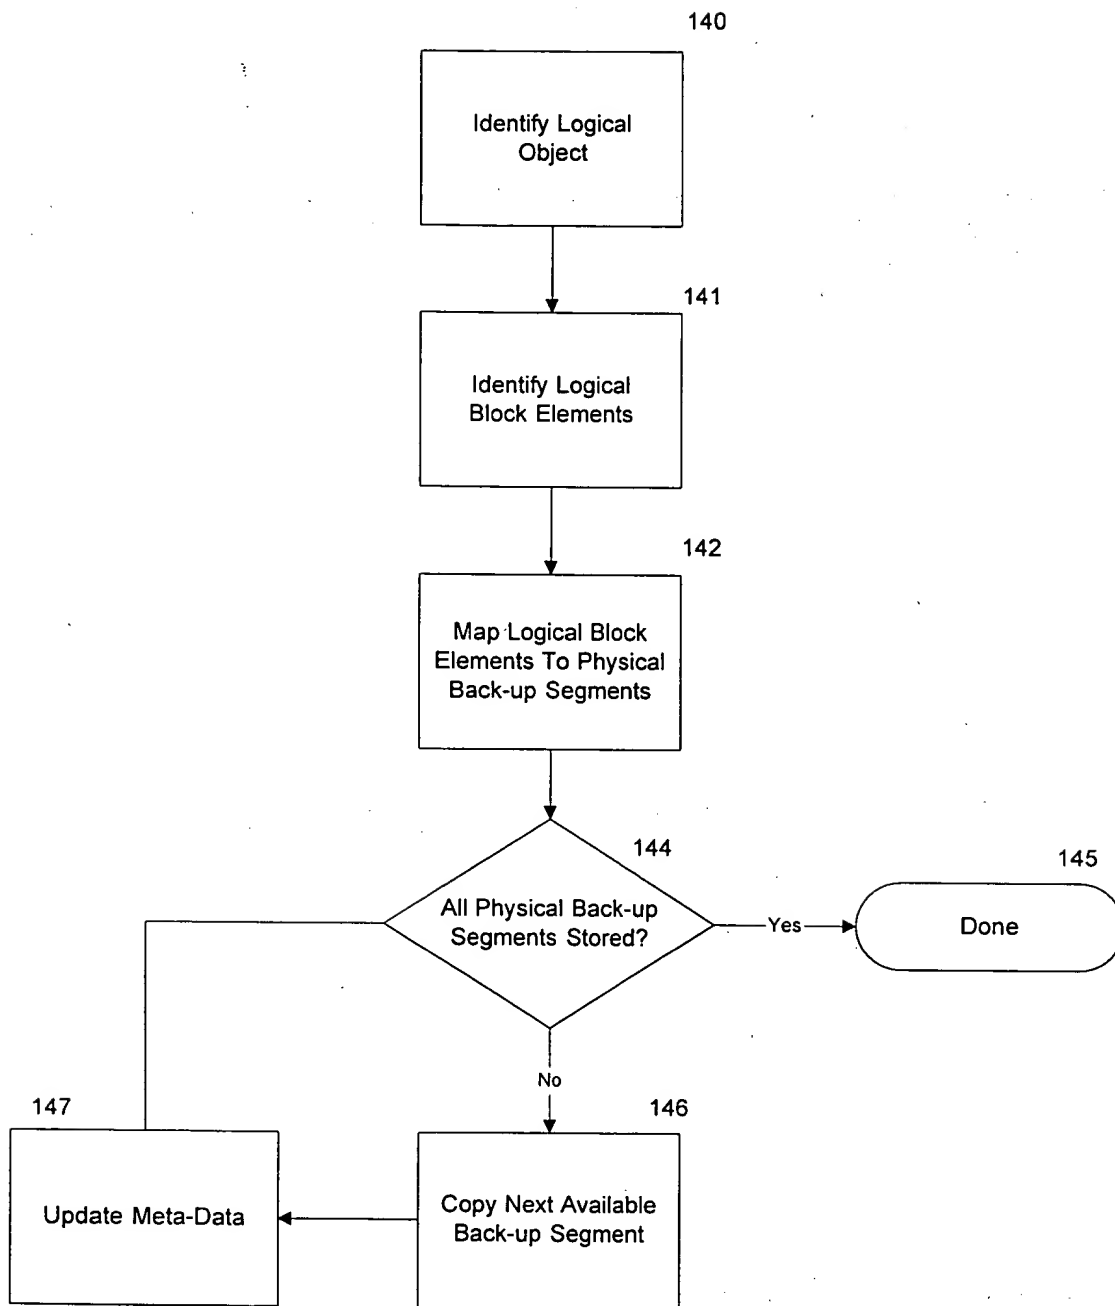 140
Identify Logical
Object
141
Identify Logical
Block Elements
142
Map Logical Block
Elements To Physical
Back-up Segments
144
All Physical Back-up
Segments Stored?
Yes
145
Done
No
147
Update Meta-Data
146
Copy Next Available
Back-up Segment